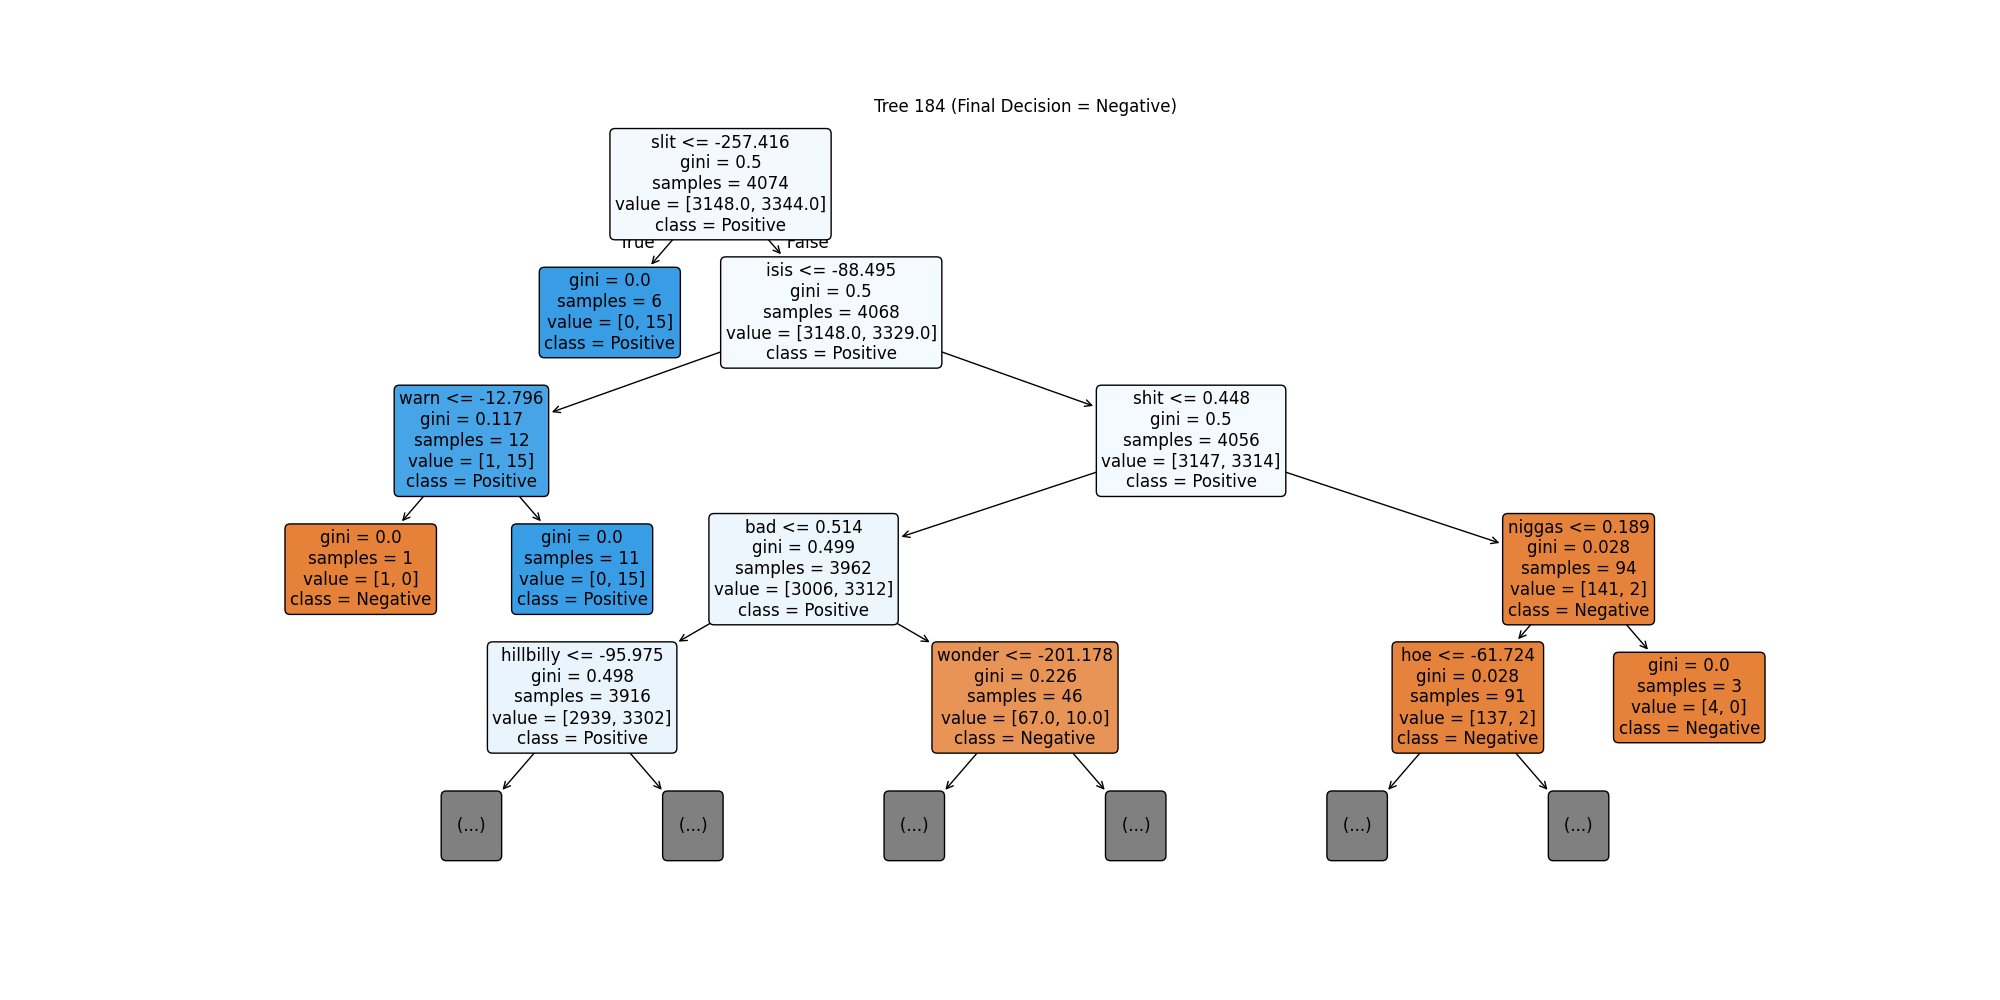 Tree 184 (Final Decision = Negative)
slit <= -257.416
gini = 0.5
samples = 4074
value = [3148.0, 3344.0]
class = Positive
True
False
gini = 0.0
samples = 6
value = [0, 15]
class = Positive
isis <= -88.495
gini = 0.5
samples = 4068
value = [3148.0, 3329.0]
class = Positive
warn <= -12.796
gini = 0.117
samples = 12
value = [1, 15]
class = Positive
shit <= 0.448
gini = 0.5
samples = 4056
value = [3147, 3314]
class = Positive
gini = 0.0
samples = 1
value = [1, 0]
class = Negative
gini = 0.0
samples = 11
value = [0, 15]
class = Positive
bad <= 0.514
gini = 0.499
samples = 3962
value = [3006, 3312]
class = Positive
niggas <= 0.189
gini = 0.028
samples = 94
value = [141, 2]
class = Negative
hillbilly <= -95.975
gini = 0.498
samples = 3916
value = [2939, 3302]
class = Positive
wonder <= -201.178
gini = 0.226
samples = 46
value = [67.0, 10.0]
class = Negative
hoe <= -61.724
gini = 0.028
samples = 91
value = [137, 2]
class = Negative
gini = 0.0
samples = 3
value = [4, 0]
class = Negative
(...)
(...)
(...)
(...)
(...)
(...)